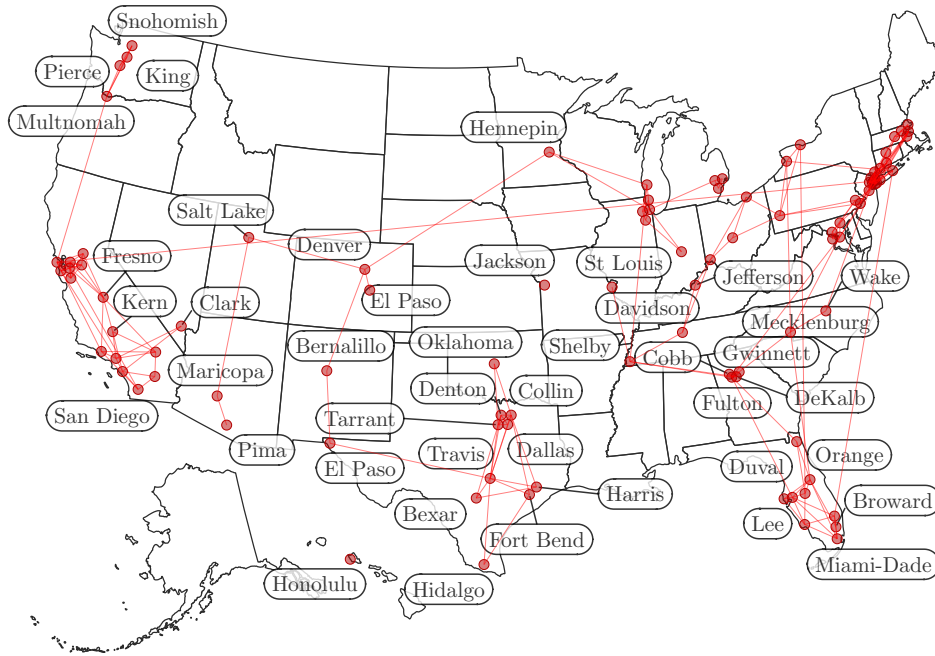 Snohomish
Pierce
King
Multnomah
Hennepin
Salt Lake
Denver
Fresno
Jackson
St Louis
Jefferson
Wake
El Paso
Kern
Clark
Davidson
Mecklenburg
Bernalillo
Oklahoma
Shelby
Cobb
Gwinnett
Maricopa
Denton
Collin
Fulton
DeKalb
San Diego
Tarrant
Pima
Travis
Dallas
Duval
Orange
El Paso
Harris
Broward
Bexar
Lee
Fort Bend
Miami-Dade
Honolulu
Hidalgo